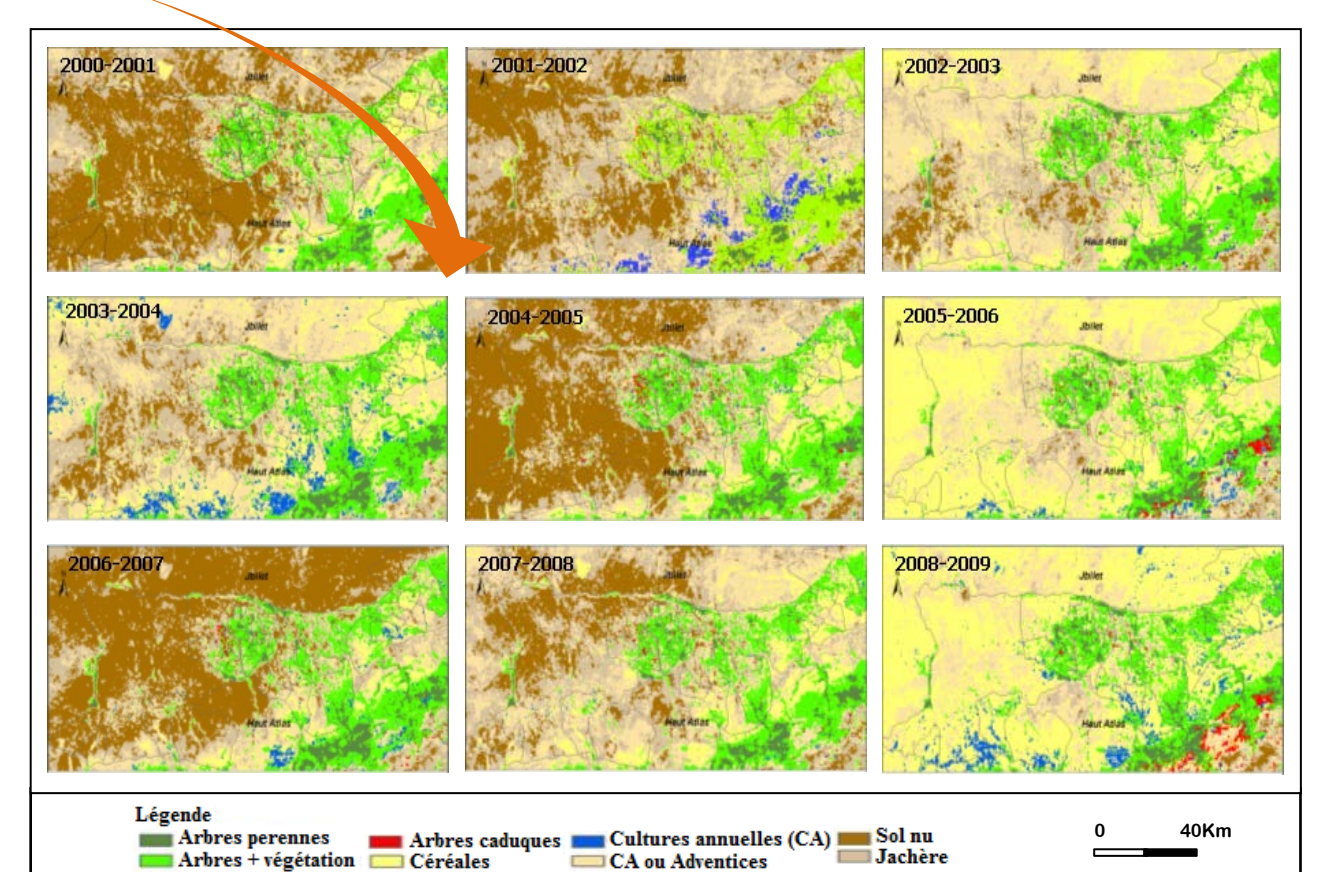 2000-2001
Jbilet
N
Haut Atlas
2001-2002
Jbilet
N
Haut Atlas
2002-2003
Jbilet
N
Haut Atlas
2003-2004
Jbilet
N
Haut Atlas
2004-2005
Jbilet
N
Haut Atlas
2005-2006
Jbilet
N
Haut Atlas
2006-2007
Jbilet
N
Haut Atlas
2007-2008
Jbilet
N
Haut Atlas
2008-2009
Jbilet
N
Haut Atlas
Légende
Arbres perennes Arbres caduques Cultures annuelles (CA) Sol nu
Arbres + végétation Céréales CA ou Adventices Jachère
0 40Km